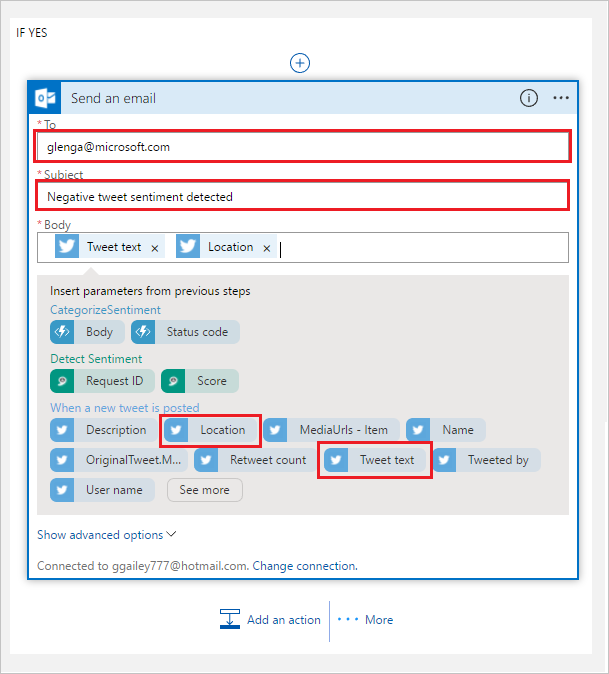 IF YES
Send an email
* To
glenga@microsoft.com
* Subject
Negative tweet sentiment detected
* Body
Tweet text × Location ×
Insert parameters from previous steps
CategorizeSentiment
Body Status code
Detect Sentiment
Request ID Score
When a new tweet is posted
Description Location MediaUrls - Item Name
OriginalTweet.M... Retweet count Tweet text Tweeted by
User name See more
Show advanced options
Connected to ggailey777@hotmail.com. Change connection.
Add an action ... More